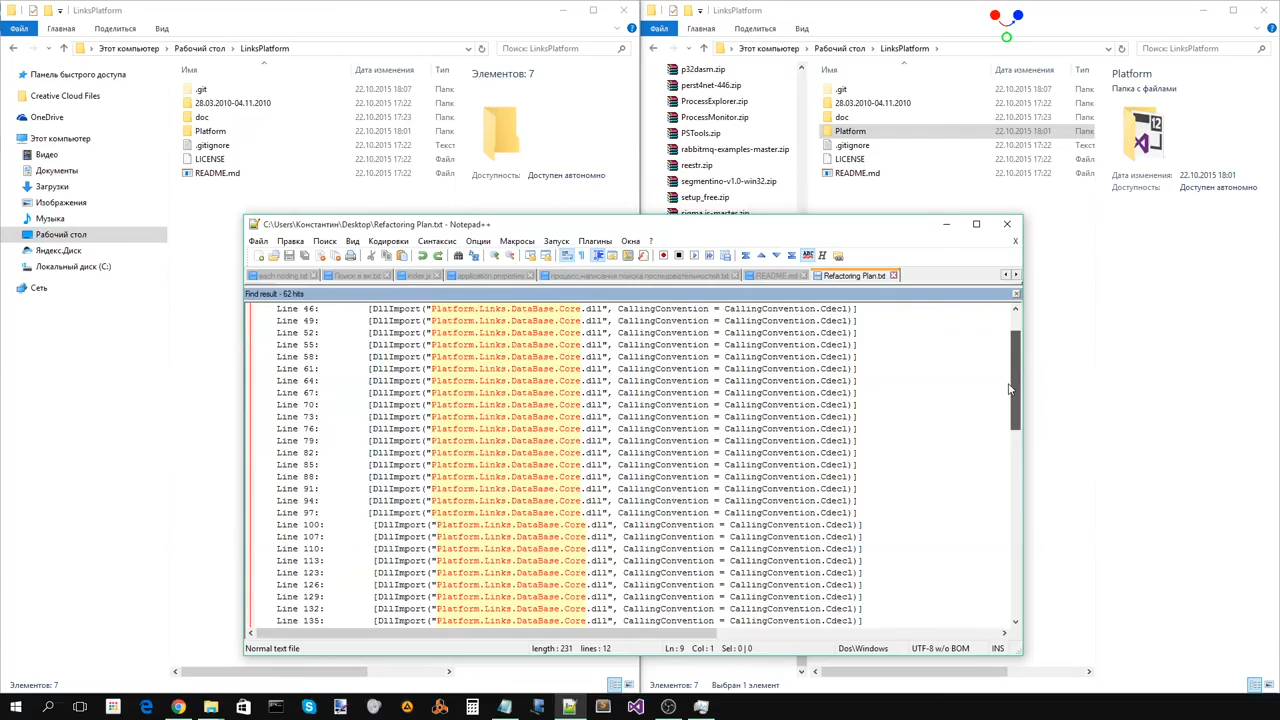 LinksPlatform
Файл
Главная
Поделиться
Вид
Этот компьютер
Рабочий стол
LinksPlatform
Поиск: LinksPlatform
Панель быстрого доступа
Creative Cloud Files
OneDrive
Этот компьютер
Видео
Документы
Загрузки
Изображения
Музыка
Рабочий стол
Яндекс.Диск
Локальный диск (C:)
Сеть
Имя
Дата изменения
Тип
.git 22.10.2015 18:07 Папк
28.03.2010-04.11.2010 22.10.2015 17:22 Папк
doc 22.10.2015 17:23 Папк
Platform 22.10.2015 18:01 Папк
.gitignore 22.10.2015 17:22 Текст
LICENSE 22.10.2015 17:22 Файл
README.md 22.10.2015 17:22 Файл
Элементов: 7
Доступность: Доступен автономно
Элементов: 7
LinksPlatform
Файл
Главная
Поделиться
Вид
Этот компьютер
Рабочий стол
LinksPlatform
Поиск: LinksPlatform
p32dasm.zip
perst4net-446.zip
ProcessExplorer.zip
ProcessMonitor.zip
PSTools.zip
rabbitmq-examples-master.zip
reestr.zip
segmentino-v1.0-win32.zip
setup_free.zip
sigma.js-master.zip
Имя
Дата изменения
Тип
.git 22.10.2015 18:07 Папк
28.03.2010-04.11.2010 22.10.2015 17:22 Папк
doc 22.10.2015 17:23 Папк
Platform 22.10.2015 18:01 Папк
.gitignore 22.10.2015 17:22 Текст
LICENSE 22.10.2015 17:22 Файл
README.md 22.10.2015 17:22 Файл
Platform
Папка с файлами
12
Дата изменения: 22.10.2015 18:01
Доступность: Доступен автономно
Элементов: 7
Выбран 1 элемент
C:\Users\Константин\Desktop\Refactoring Plan.txt - Notepad++
Файл Правка Поиск Вид Кодировки Синтаксис Опции Макросы Запуск Плагины Окна ? X
each noding.txt
Поиск и вк.txt
index.js
application.properties
процесс написания поиска последовательностей.txt
README.md
Refactoring Plan.txt
Find result - 62 hits
Line 46: [DllImport("Platform.Links.DataBase.Core.dll", CallingConvention = CallingConvention.Cdecl)]
Line 49: [DllImport("Platform.Links.DataBase.Core.dll", CallingConvention = CallingConvention.Cdecl)]
Line 52: [DllImport("Platform.Links.DataBase.Core.dll", CallingConvention = CallingConvention.Cdecl)]
Line 55: [DllImport("Platform.Links.DataBase.Core.dll", CallingConvention = CallingConvention.Cdecl)]
Line 58: [DllImport("Platform.Links.DataBase.Core.dll", CallingConvention = CallingConvention.Cdecl)]
Line 61: [DllImport("Platform.Links.DataBase.Core.dll", CallingConvention = CallingConvention.Cdecl)]
Line 64: [DllImport("Platform.Links.DataBase.Core.dll", CallingConvention = CallingConvention.Cdecl)]
Line 67: [DllImport("Platform.Links.DataBase.Core.dll", CallingConvention = CallingConvention.Cdecl)]
Line 70: [DllImport("Platform.Links.DataBase.Core.dll", CallingConvention = CallingConvention.Cdecl)]
Line 73: [DllImport("Platform.Links.DataBase.Core.dll", CallingConvention = CallingConvention.Cdecl)]
Line 76: [DllImport("Platform.Links.DataBase.Core.dll", CallingConvention = CallingConvention.Cdecl)]
Line 79: [DllImport("Platform.Links.DataBase.Core.dll", CallingConvention = CallingConvention.Cdecl)]
Line 82: [DllImport("Platform.Links.DataBase.Core.dll", CallingConvention = CallingConvention.Cdecl)]
Line 85: [DllImport("Platform.Links.DataBase.Core.dll", CallingConvention = CallingConvention.Cdecl)]
Line 88: [DllImport("Platform.Links.DataBase.Core.dll", CallingConvention = CallingConvention.Cdecl)]
Line 91: [DllImport("Platform.Links.DataBase.Core.dll", CallingConvention = CallingConvention.Cdecl)]
Line 94: [DllImport("Platform.Links.DataBase.Core.dll", CallingConvention = CallingConvention.Cdecl)]
Line 97: [DllImport("Platform.Links.DataBase.Core.dll", CallingConvention = CallingConvention.Cdecl)]
Line 100: [DllImport("Platform.Links.DataBase.Core.dll", CallingConvention = CallingConvention.Cdecl)]
Line 107: [DllImport("Platform.Links.DataBase.Core.dll", CallingConvention = CallingConvention.Cdecl)]
Line 110: [DllImport("Platform.Links.DataBase.Core.dll", CallingConvention = CallingConvention.Cdecl)]
Line 113: [DllImport("Platform.Links.DataBase.Core.dll", CallingConvention = CallingConvention.Cdecl)]
Line 123: [DllImport("Platform.Links.DataBase.Core.dll", CallingConvention = CallingConvention.Cdecl)]
Line 126: [DllImport("Platform.Links.DataBase.Core.dll", CallingConvention = CallingConvention.Cdecl)]
Line 129: [DllImport("Platform.Links.DataBase.Core.dll", CallingConvention = CallingConvention.Cdecl)]
Line 132: [DllImport("Platform.Links.DataBase.Core.dll", CallingConvention = CallingConvention.Cdecl)]
Line 135: [DllImport("Platform.Links.DataBase.Core.dll", CallingConvention = CallingConvention.Cdecl)]
Normal text file length : 231 lines : 12 Ln : 9 Col : 1 Sel : 0 | 0 Dos\Windows UTF-8 w/o BOM INS